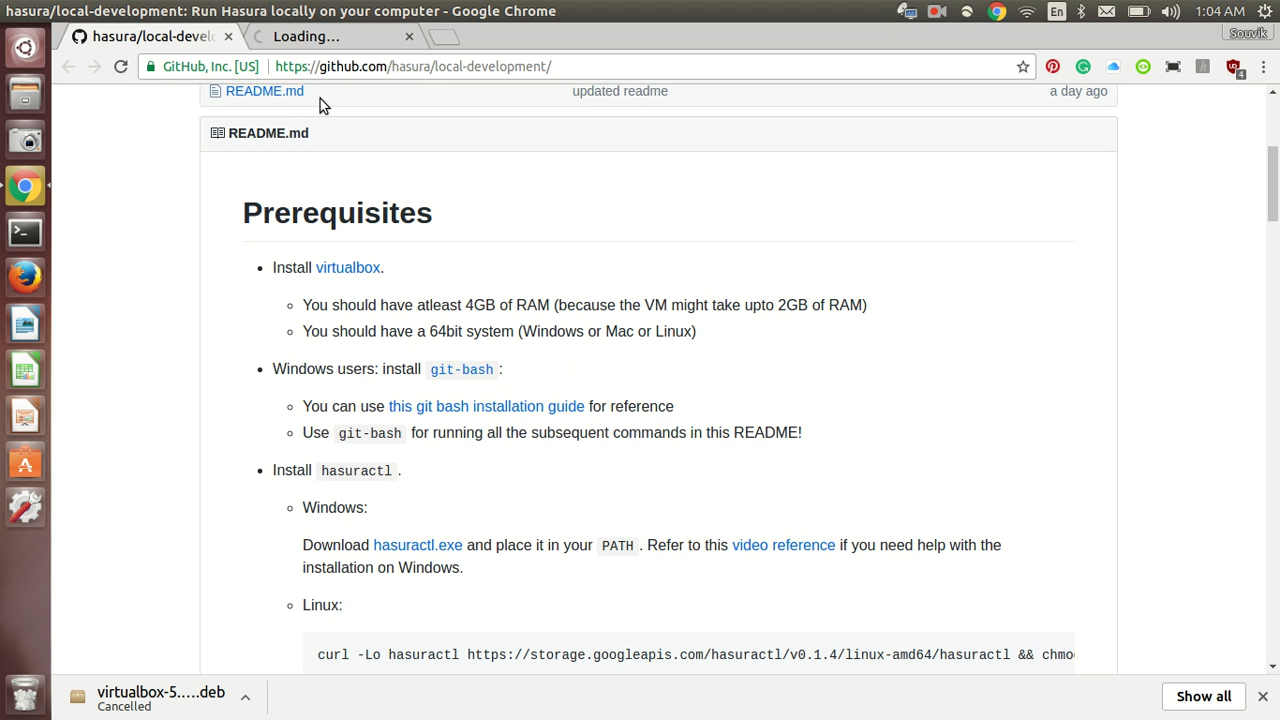 hasura/local-development: Run Hasura locally on your computer - Google Chrome
En
1:04 AM
hasura/local-devel
Loading…
Souvik
GitHub, Inc. [US]
https://github.com/hasura/local-development/
4
README.md
updated readme
a day ago
README.md
Prerequisites
• Install virtualbox.
You should have atleast 4GB of RAM (because the VM might take upto 2GB of RAM)
You should have a 64bit system (Windows or Mac or Linux)
• Windows users: install git-bash :
You can use this git bash installation guide for reference
Use git-bash for running all the subsequent commands in this README!
• Install hasuractl .
Windows:
Download hasuractl.exe and place it in your PATH . Refer to this video reference if you need help with the
installation on Windows.
Linux:
curl -Lo hasuractl https://storage.googleapis.com/hasuractl/v0.1.4/linux-amd64/hasuractl && chmo
virtualbox-5.....deb
Cancelled
Show all